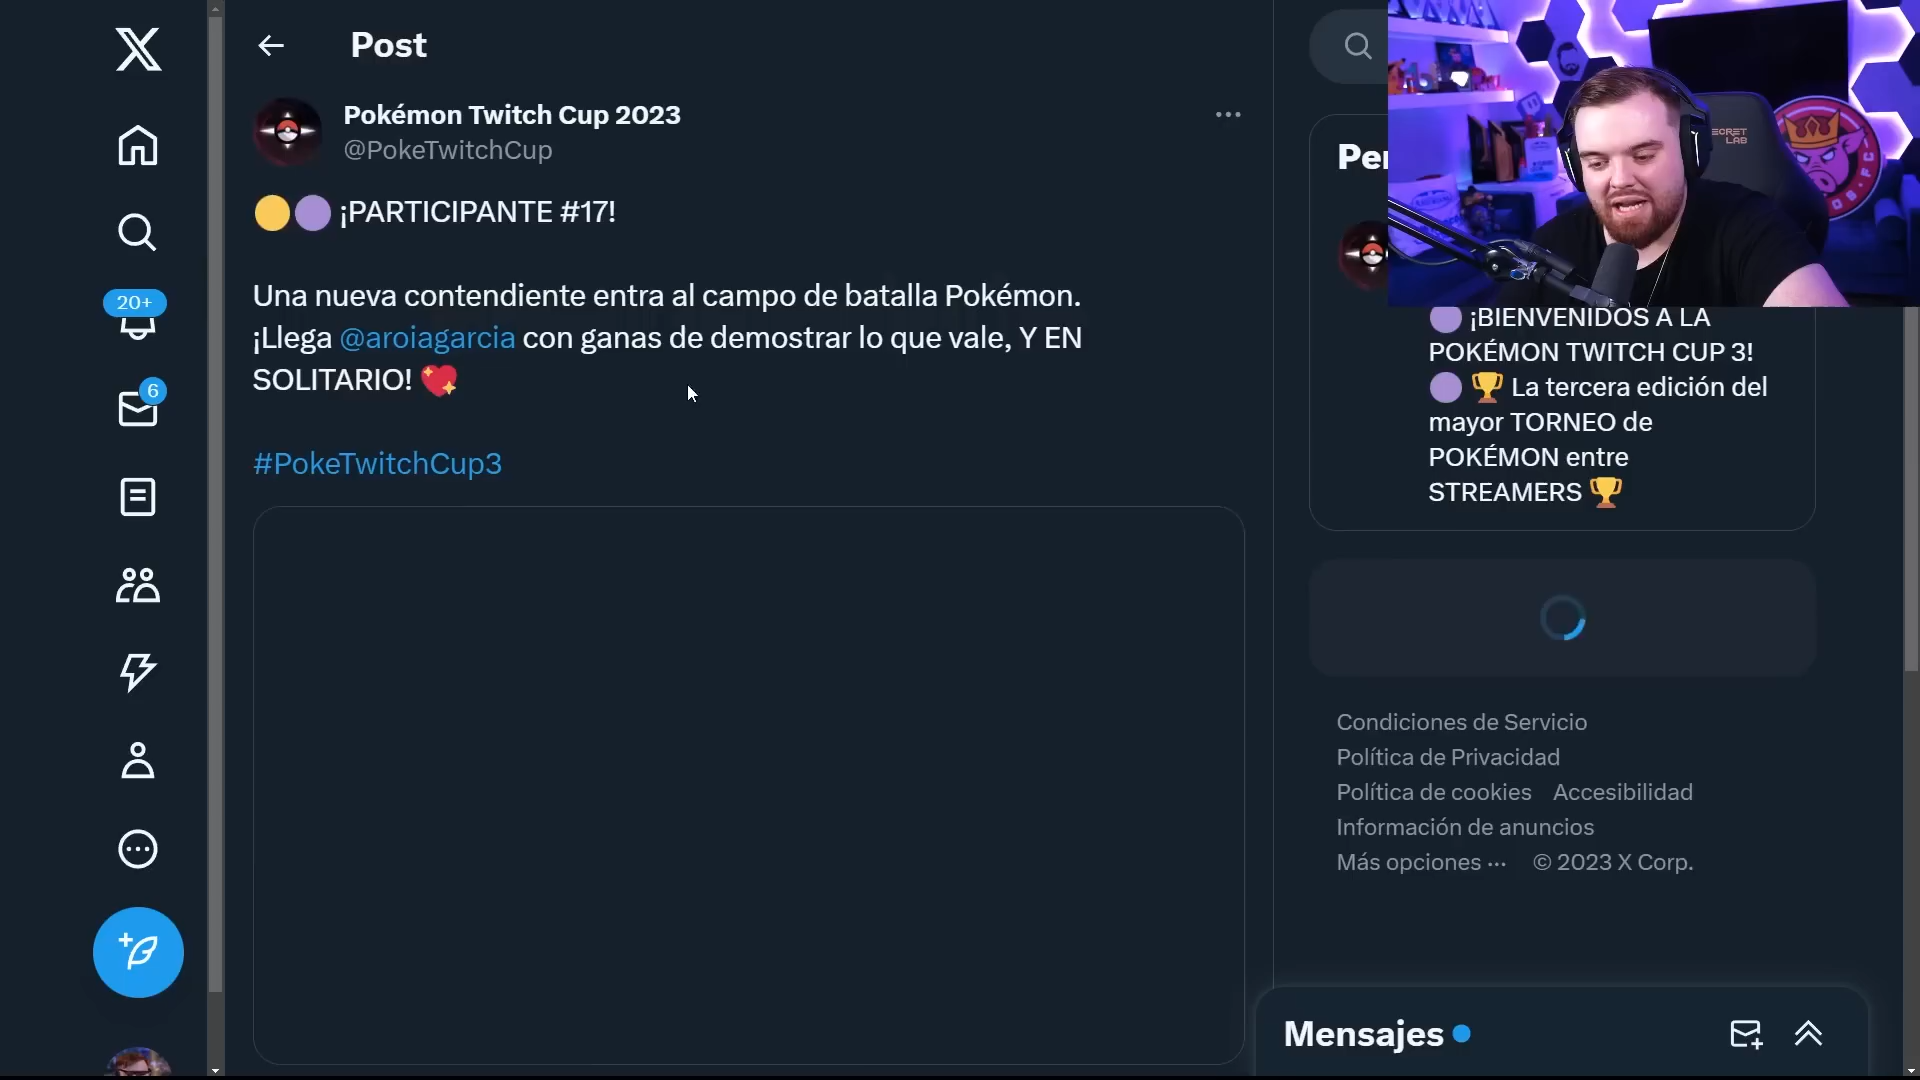 Post
Pokémon Twitch Cup 2023
@PokeTwitchCup
¡PARTICIPANTE #17!
Una nueva contendiente entra al campo de batalla Pokémon.
¡Llega @aroiagarcia con ganas de demostrar lo que vale, Y EN
SOLITARIO! 💖
#PokeTwitchCup3
20+
6
SECRET
LAB
¡BIENVENIDOS A LA
POKÉMON TWITCH CUP 3!
🏆 La tercera edición del
mayor TORNEO de
POKÉMON entre
STREAMERS 🏆
Condiciones de Servicio
Política de Privacidad
Política de cookies Accesibilidad
Información de anuncios
Más opciones ··· © 2023 X Corp.
Mensajes